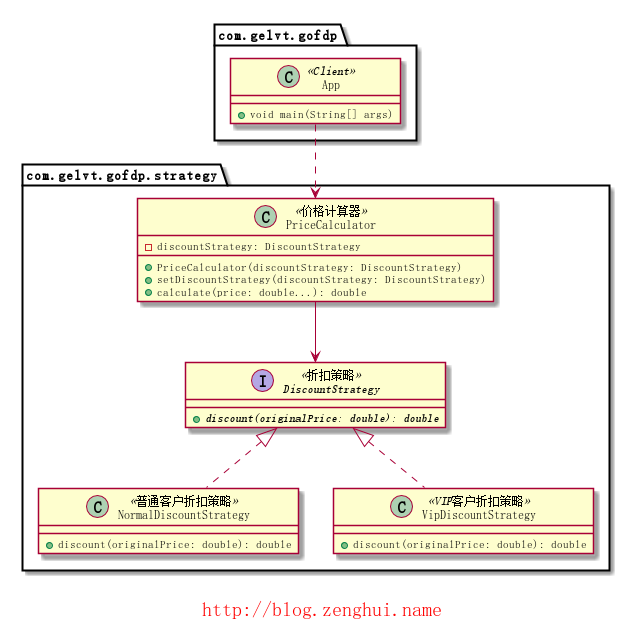 com.gelvt.gofdp
C
«Client»
App
void main(String[] args)
com.gelvt.gofdp.strategy
C
«价格计算器»
PriceCalculator
discountStrategy: DiscountStrategy
PriceCalculator(discountStrategy: DiscountStrategy)
setDiscountStrategy(discountStrategy: DiscountStrategy)
calculate(price: double...): double
I
«折扣策略»
DiscountStrategy
discount(originalPrice: double): double
C
«普通客户折扣策略»
NormalDiscountStrategy
discount(originalPrice: double): double
C
«VIP客户折扣策略»
VipDiscountStrategy
discount(originalPrice: double): double
http://blog.zenghui.name